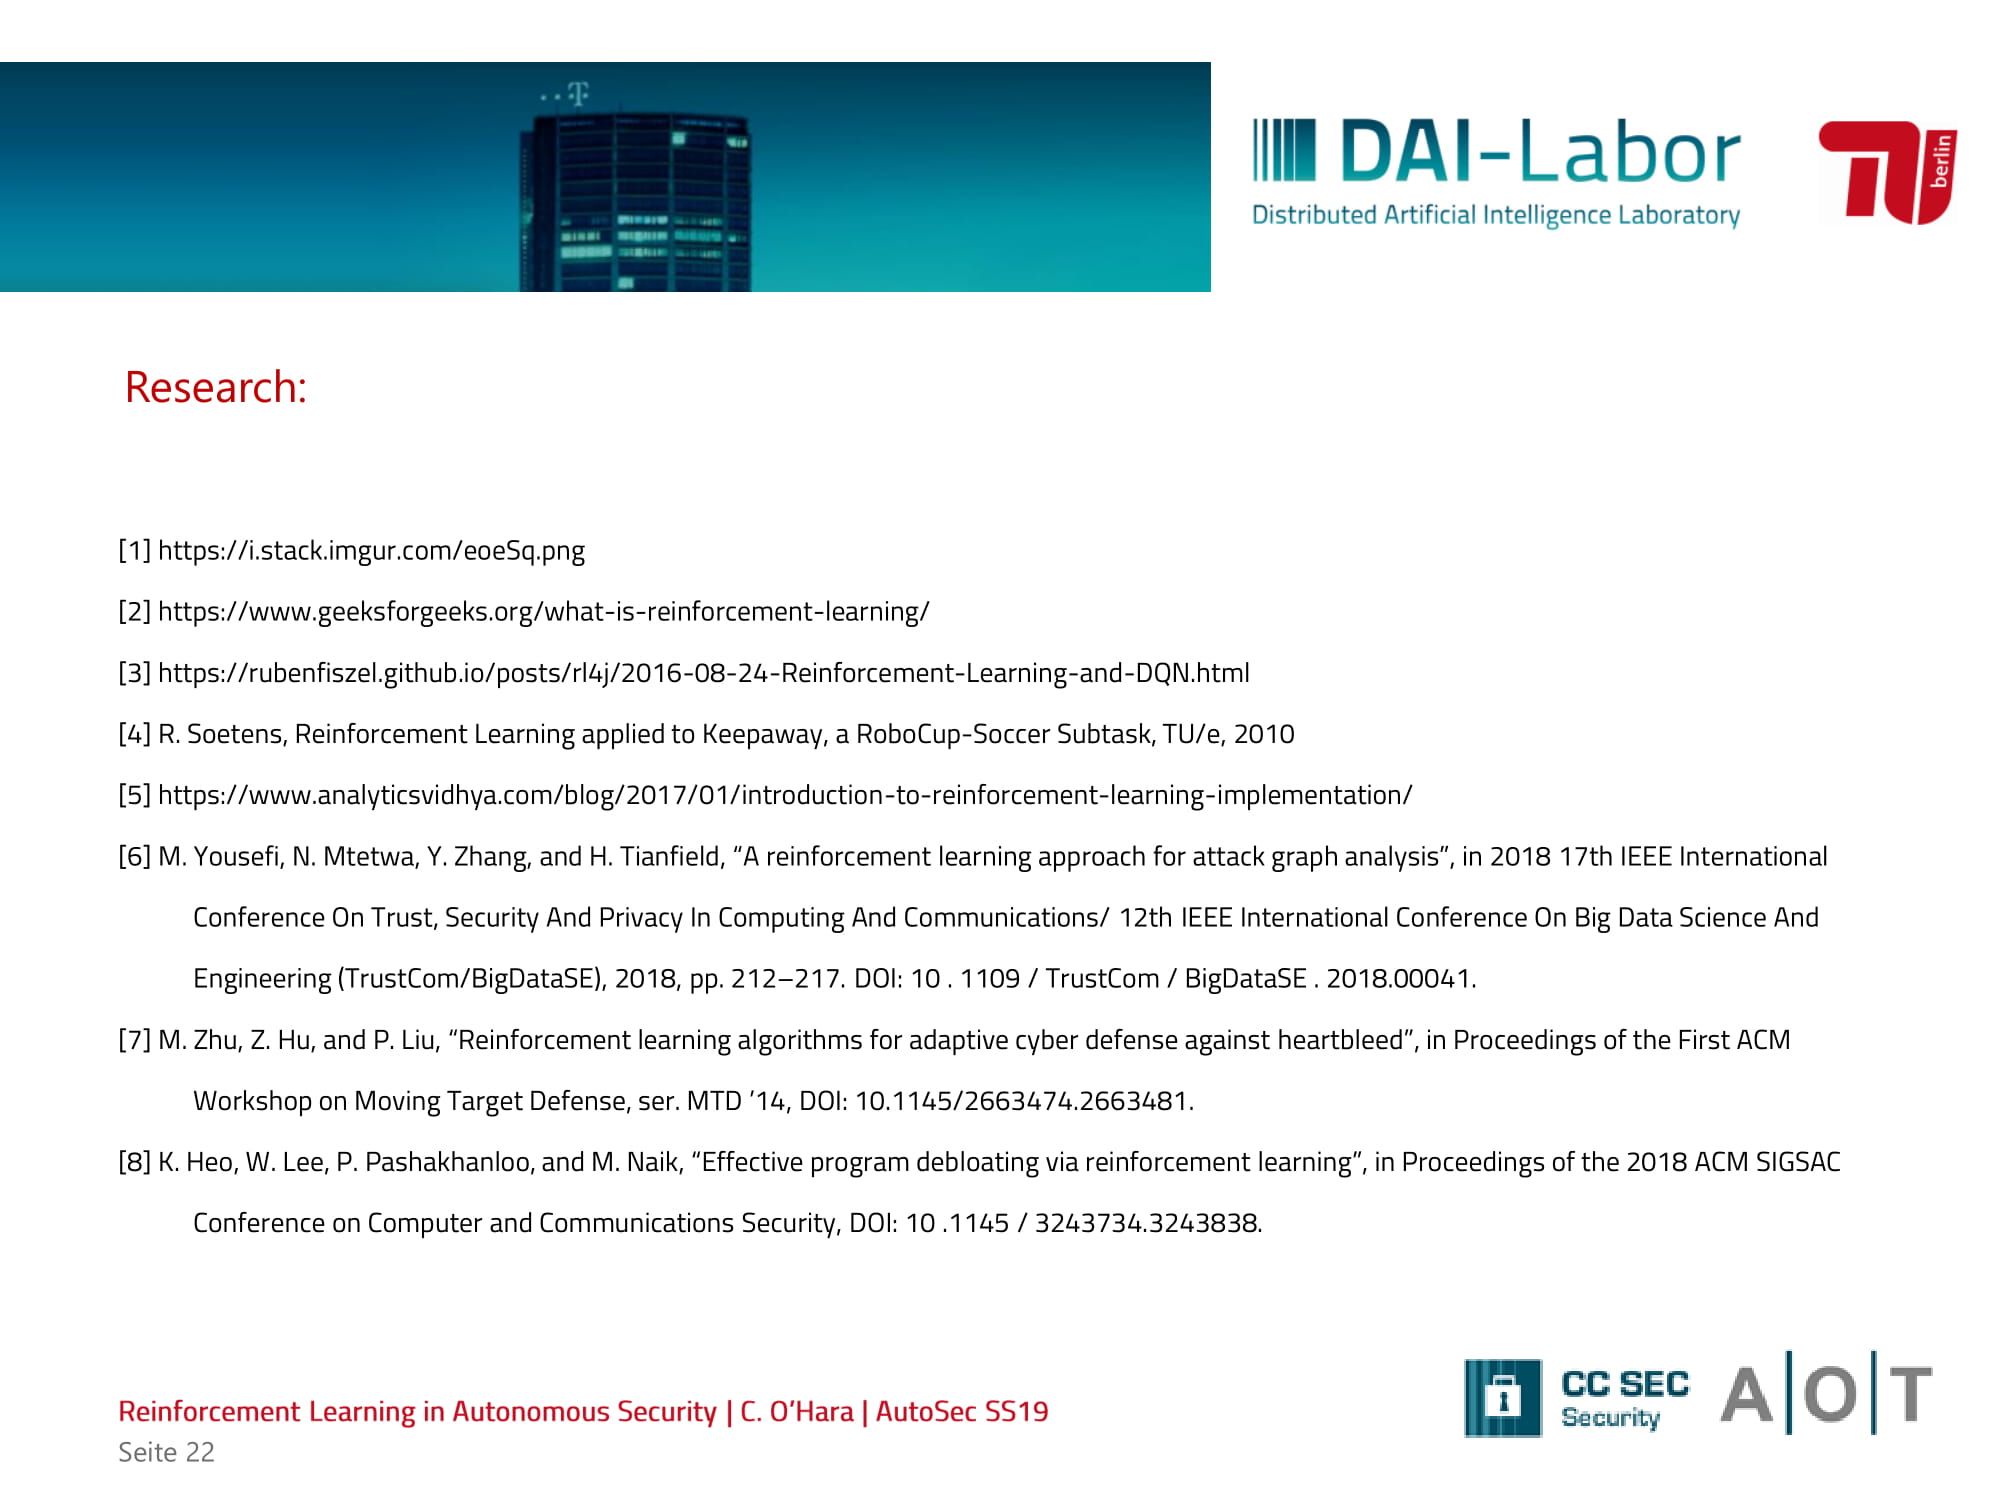 T
DAI-Labor
Distributed Artificial Intelligence Laboratory
berlin
Research:
[1] https://i.stack.imgur.com/eoeSq.png
[2] https://www.geeksforgeeks.org/what-is-reinforcement-learning/
[3] https://rubenfiszel.github.io/posts/rl4j/2016-08-24-Reinforcement-Learning-and-DQN.html
[4] R. Soetens, Reinforcement Learning applied to Keepaway, a RoboCup-Soccer Subtask, TU/e, 2010
[5] https://www.analyticsvidhya.com/blog/2017/01/introduction-to-reinforcement-learning-implementation/
[6] M. Yousefi, N. Mtetwa, Y. Zhang, and H. Tianfield, “A reinforcement learning approach for attack graph analysis”, in 2018 17th IEEE International
Conference On Trust, Security And Privacy In Computing And Communications/ 12th IEEE International Conference On Big Data Science And
Engineering (TrustCom/BigDataSE), 2018, pp. 212–217. DOI: 10 . 1109 / TrustCom / BigDataSE . 2018.00041.
[7] M. Zhu, Z. Hu, and P. Liu, “Reinforcement learning algorithms for adaptive cyber defense against heartbleed”, in Proceedings of the First ACM
Workshop on Moving Target Defense, ser. MTD ’14, DOI: 10.1145/2663474.2663481.
[8] K. Heo, W. Lee, P. Pashakhanloo, and M. Naik, “Effective program debloating via reinforcement learning”, in Proceedings of the 2018 ACM SIGSAC
Conference on Computer and Communications Security, DOI: 10 .1145 / 3243734.3243838.
CC SEC
Security
A|O|T
Reinforcement Learning in Autonomous Security | C. O’Hara | AutoSec SS19
Seite 22